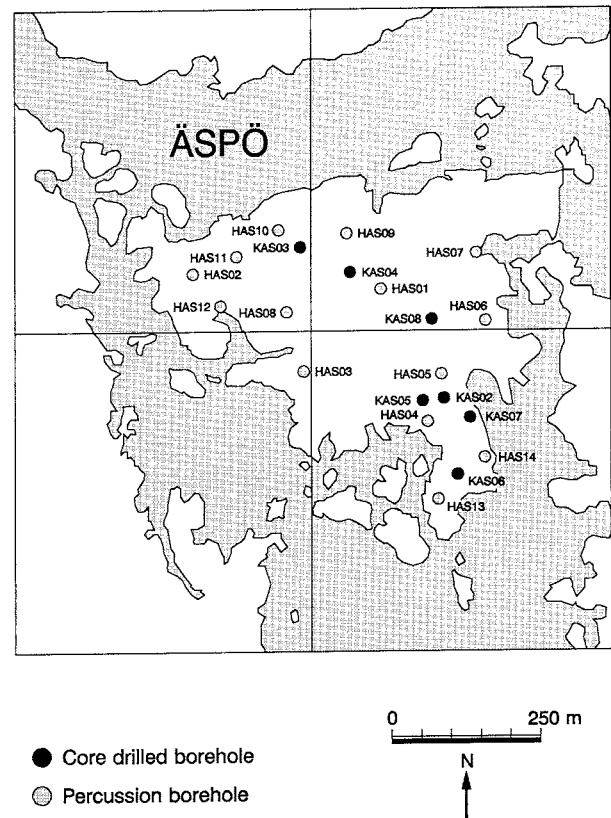 ÄSPÖ
HAS10
KAS03
HAS09
HAS07
HAS11
HAS02
KAS04
HAS01
HAS12
HAS08
KAS08
HAS06
HAS03
HAS05
KAS05
KAS02
HAS04
KAS07
HAS14
KAS06
HAS13
0 250 m
Core drilled borehole
N
Percussion borehole